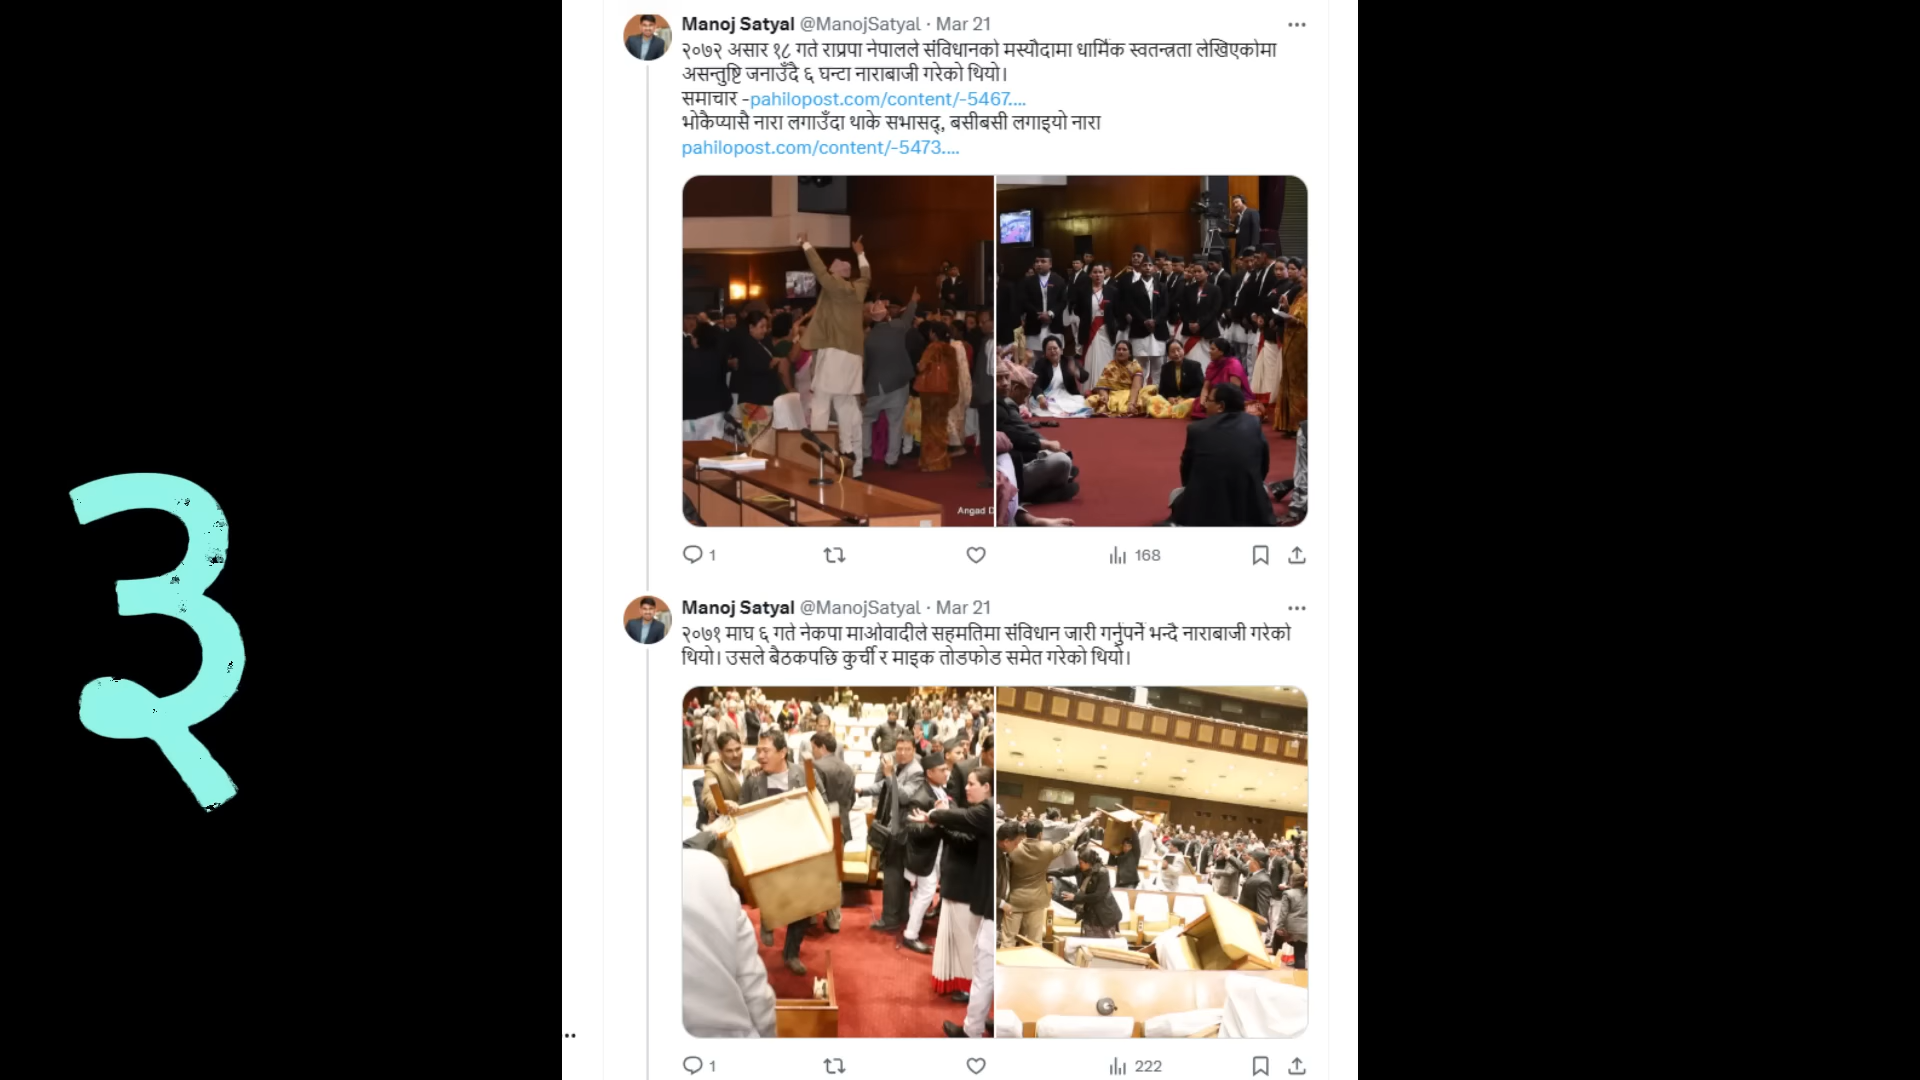 Manoj Satyal @ManojSatyal · Mar 21
२०७२ असार १८ गते राप्रपा नेपालले संविधानको मस्यौदामा धार्मिक स्वतन्त्रता लेखिएकोमा
असन्तुष्टि जनाउँदै ६ घन्टा नाराबाजी गरेको थियो।
समाचार -pahilopost.com/content/-5467....
भोकैप्यासै नारा लगाउँदा थाके सभासद्, बसीबसी लगाइयो नारा
pahilopost.com/content/-5473....
Angad D
1 168
३
Manoj Satyal @ManojSatyal · Mar 21
२०७१ माघ ६ गते नेकपा माओवादीले सहमतिमा संविधान जारी गर्नुपर्ने भन्दै नाराबाजी गरेको
थियो। उसले बैठकपछि कुर्ची र माइक तोडफोड समेत गरेको थियो।
1 222